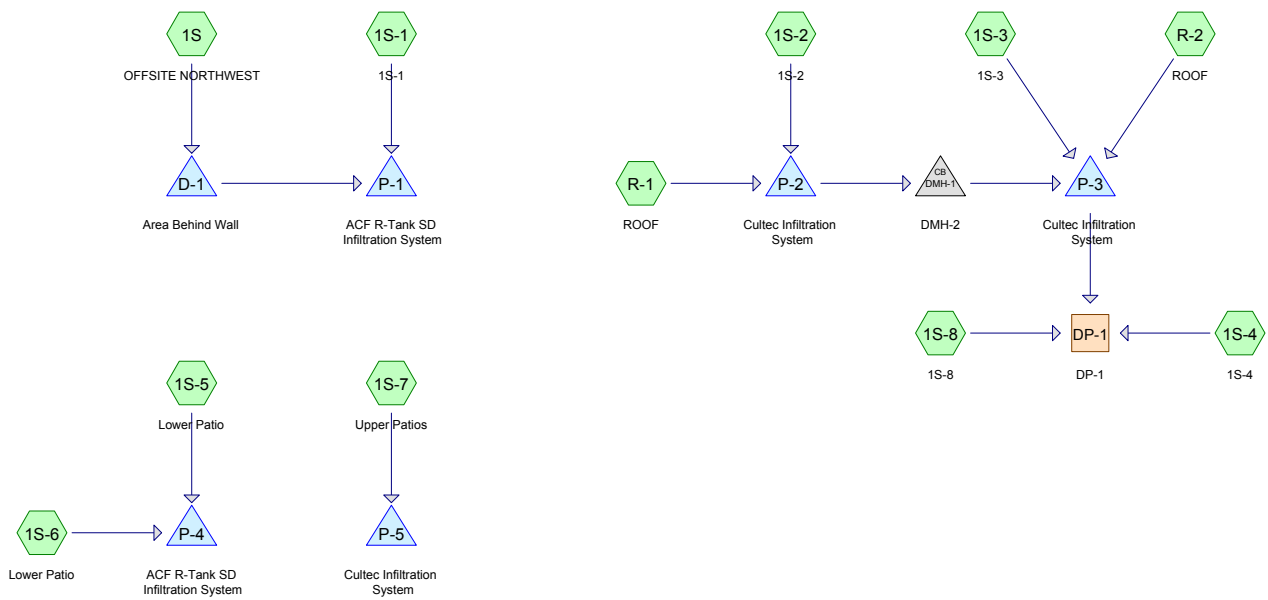 1S
1S-1
1S-2
1S-3
R-2
OFFSITE NORTHWEST
1S-1
1S-2
1S-3
ROOF
D-1
P-1
R-1
P-2
CB
DMH-1
P-3
Area Behind Wall
ACF R-Tank SD
Infiltration System
ROOF
Cultec Infiltration
System
DMH-2
Cultec Infiltration
System
1S-8
DP-1
1S-4
1S-8
DP-1
1S-4
1S-5
1S-7
Lower Patio
Upper Patios
1S-6
P-4
P-5
Lower Patio
ACF R-Tank SD
Infiltration System
Cultec Infiltration
System